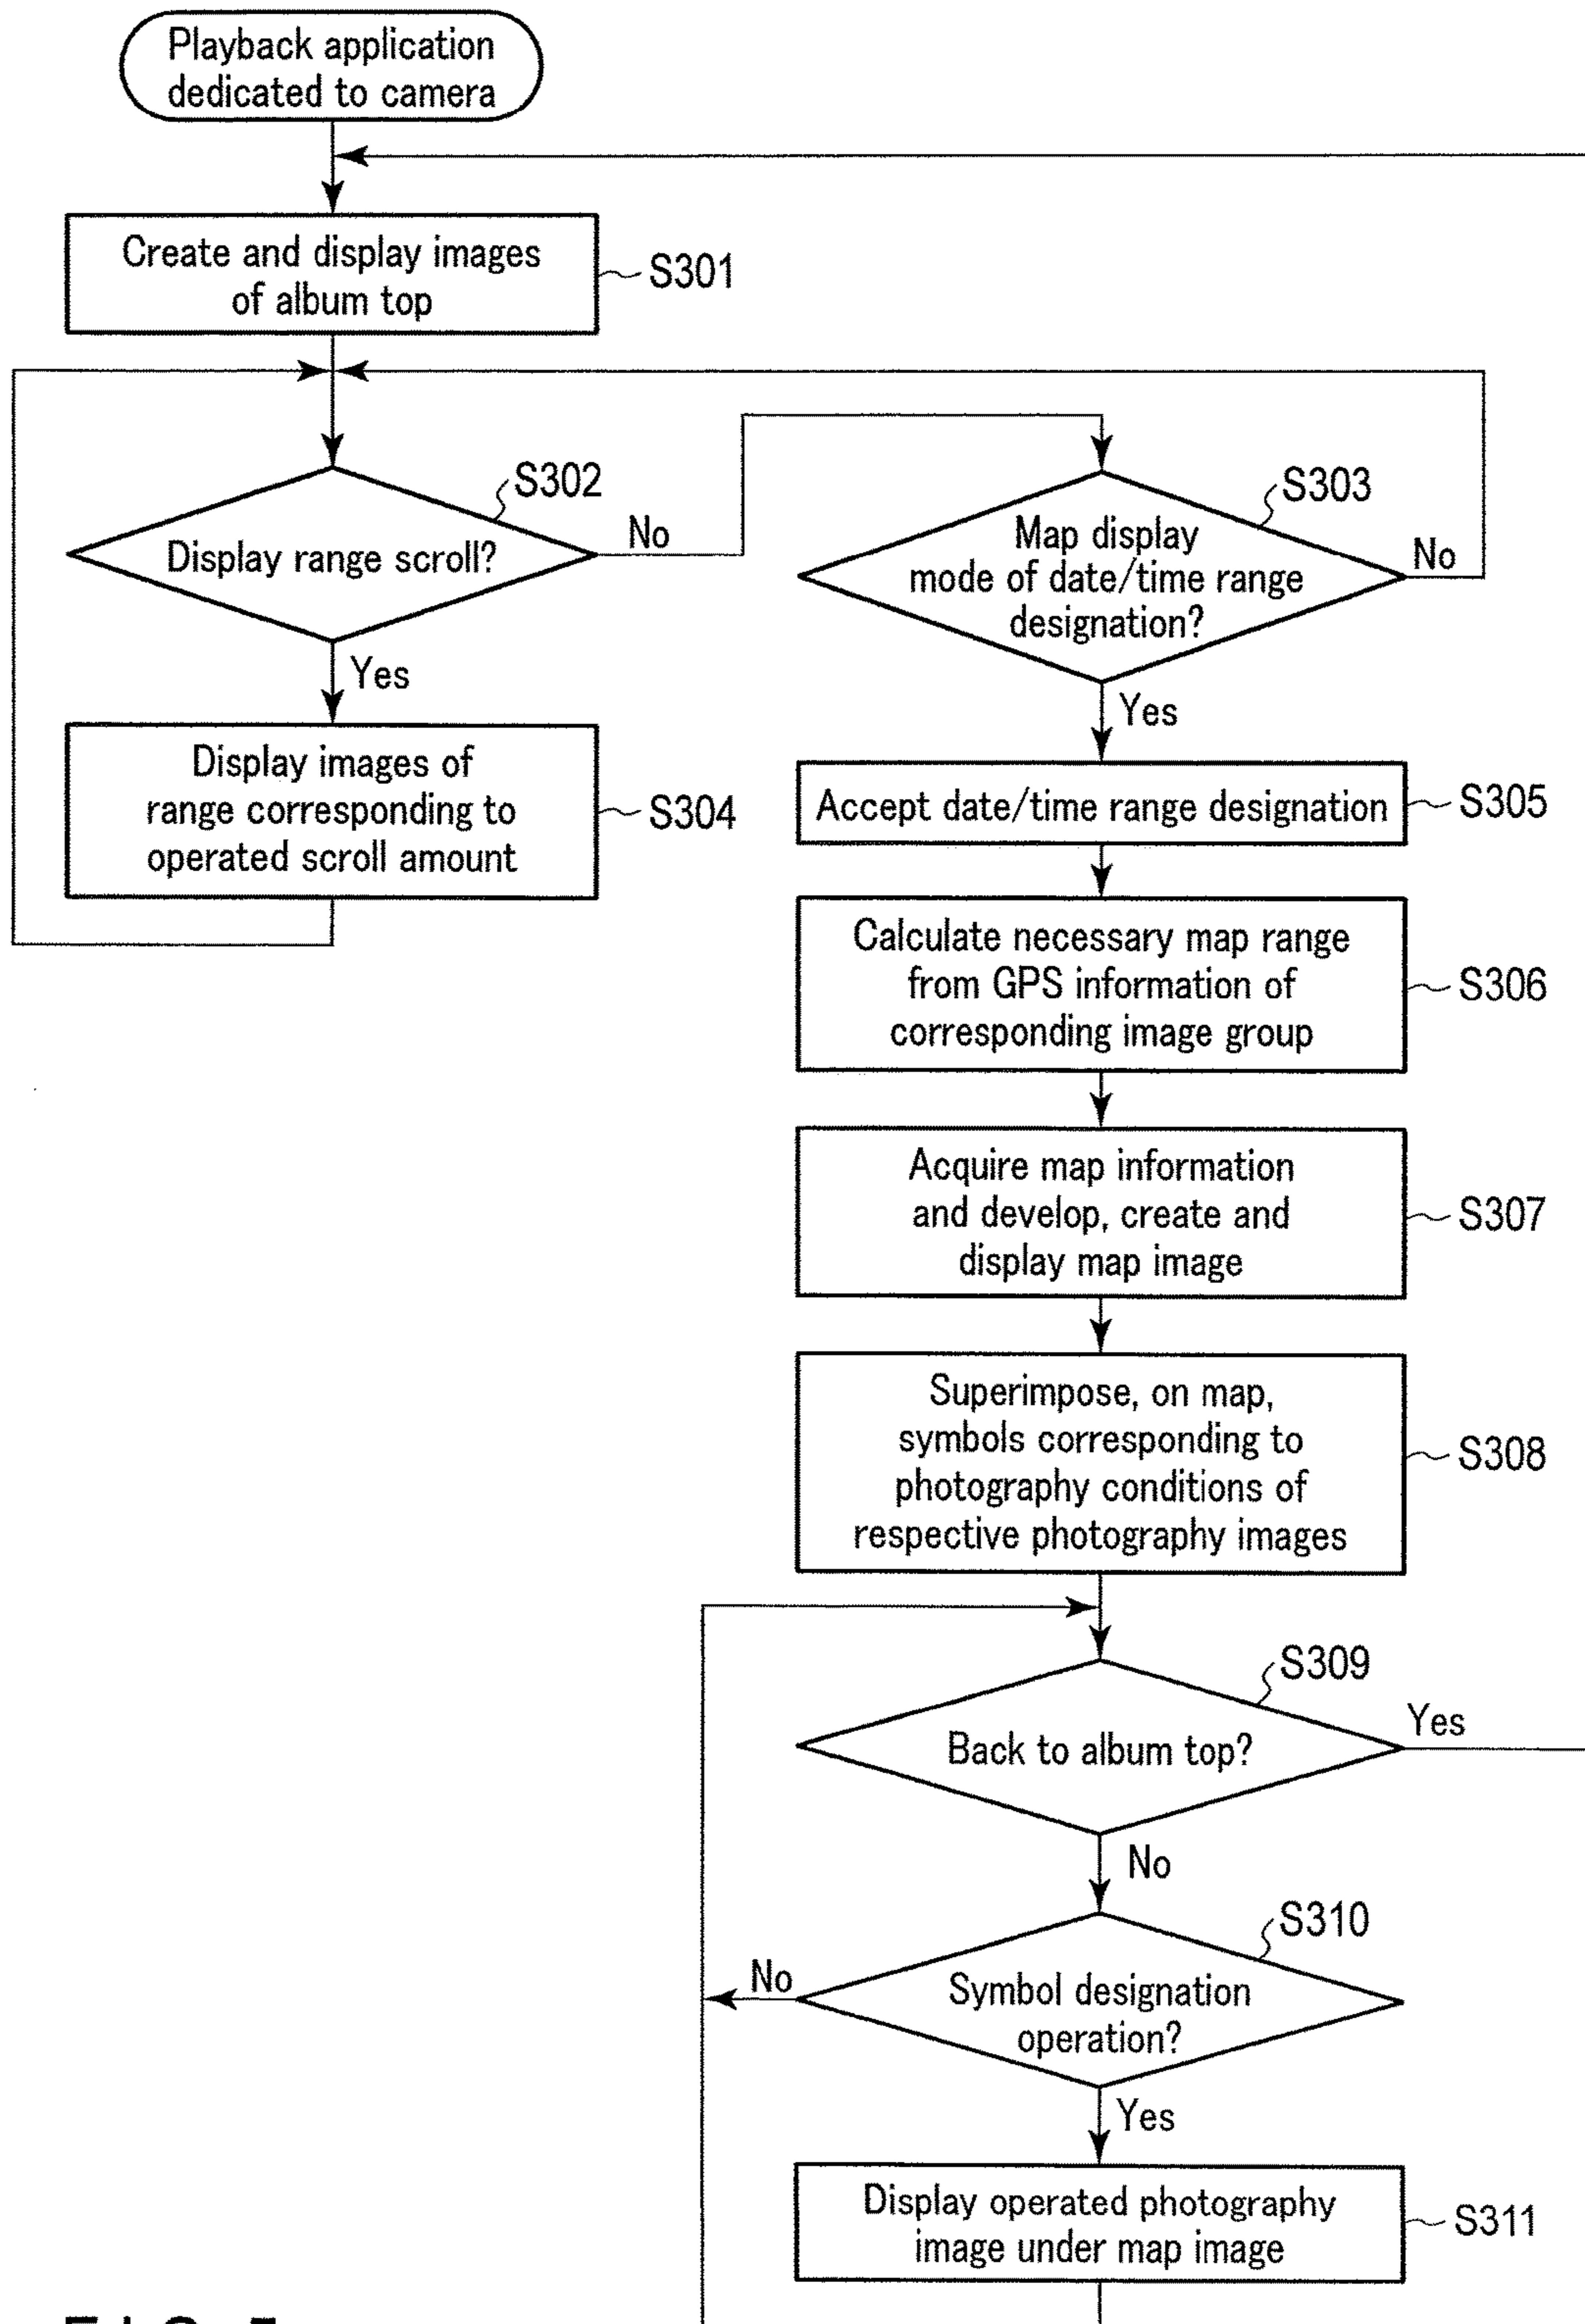 Playback application
dedicated to camera
Create and display images
of album top
S301
S302
Display range scroll?
No
Yes
Display images of
range corresponding to
operated scroll amount
S304
S303
Map display
mode of date/time range
designation?
No
Yes
Accept date/time range designation
S305
Calculate necessary map range
from GPS information of
corresponding image group
S306
Acquire map information
and develop, create and
display map image
S307
Superimpose, on map,
symbols corresponding to
photography conditions of
respective photography images
S308
S309
Back to album top?
Yes
No
S310
Symbol designation
operation?
No
Yes
Display operated photography
image under map image
S311